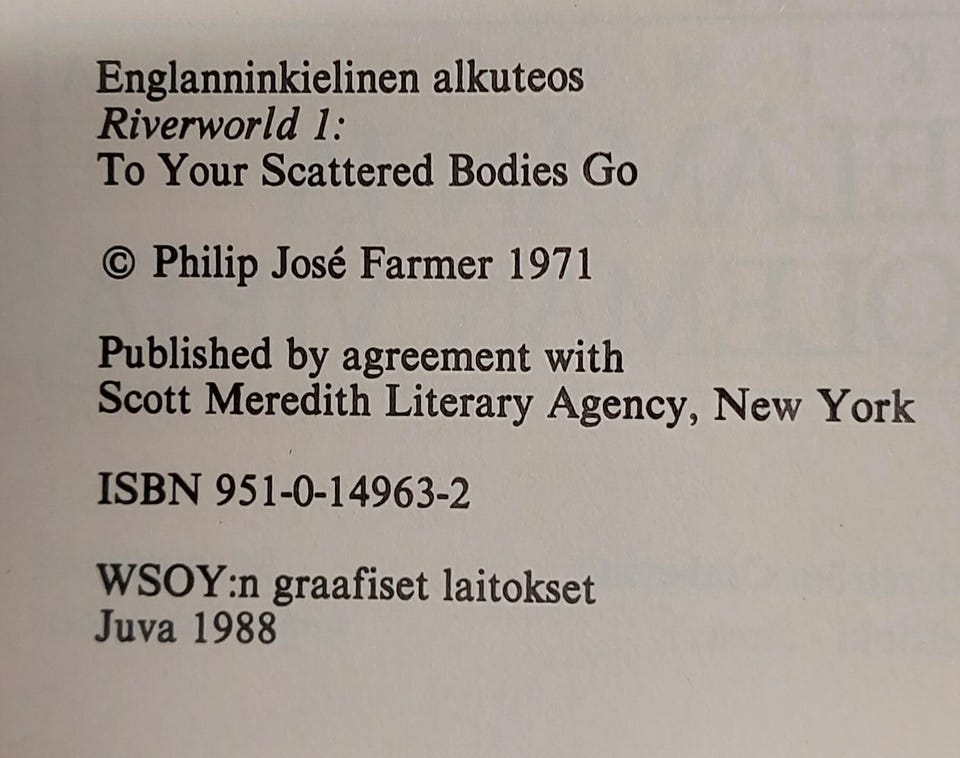 Englanninkielinen alkuteos
Riverworld 1:
To Your Scattered Bodies Go
© Philip José Farmer 1971
Published by agreement with
Scott Meredith Literary Agency, New York
ISBN 951-0-14963-2
WSOY:n graafiset laitokset
Juva 1988